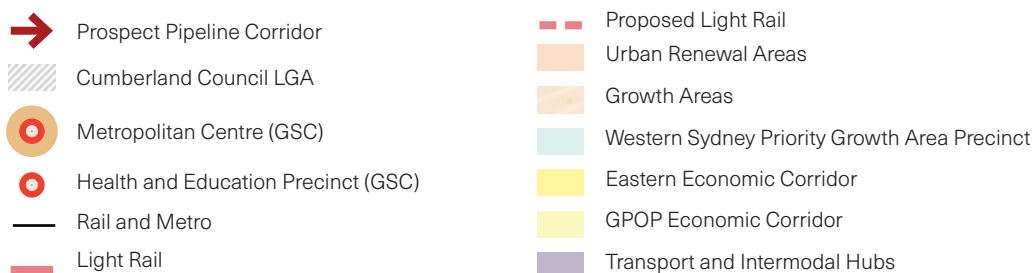 Prospect Pipeline Corridor
Cumberland Council LGA
Metropolitan Centre (GSC)
Health and Education Precinct (GSC)
Rail and Metro
Light Rail
Proposed Light Rail
Urban Renewal Areas
Growth Areas
Western Sydney Priority Growth Area Precinct
Eastern Economic Corridor
GPOP Economic Corridor
Transport and Intermodal Hubs